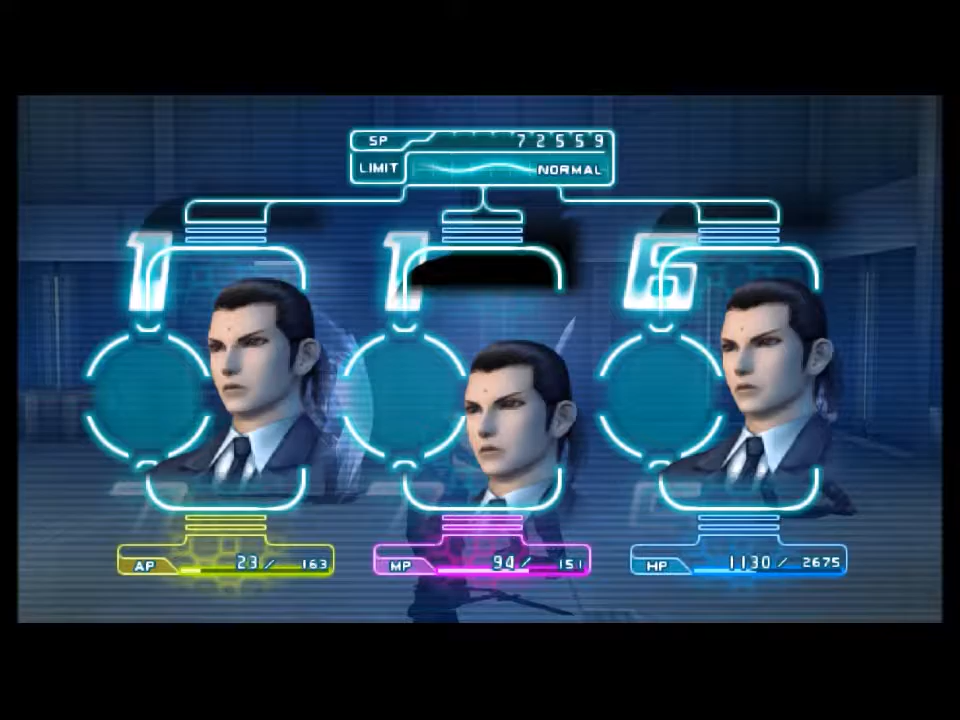 SP 72559
LIMIT NORMAL
1 1 6
AP 23/ 163
MP 94/ 151
HP 1130/ 2675